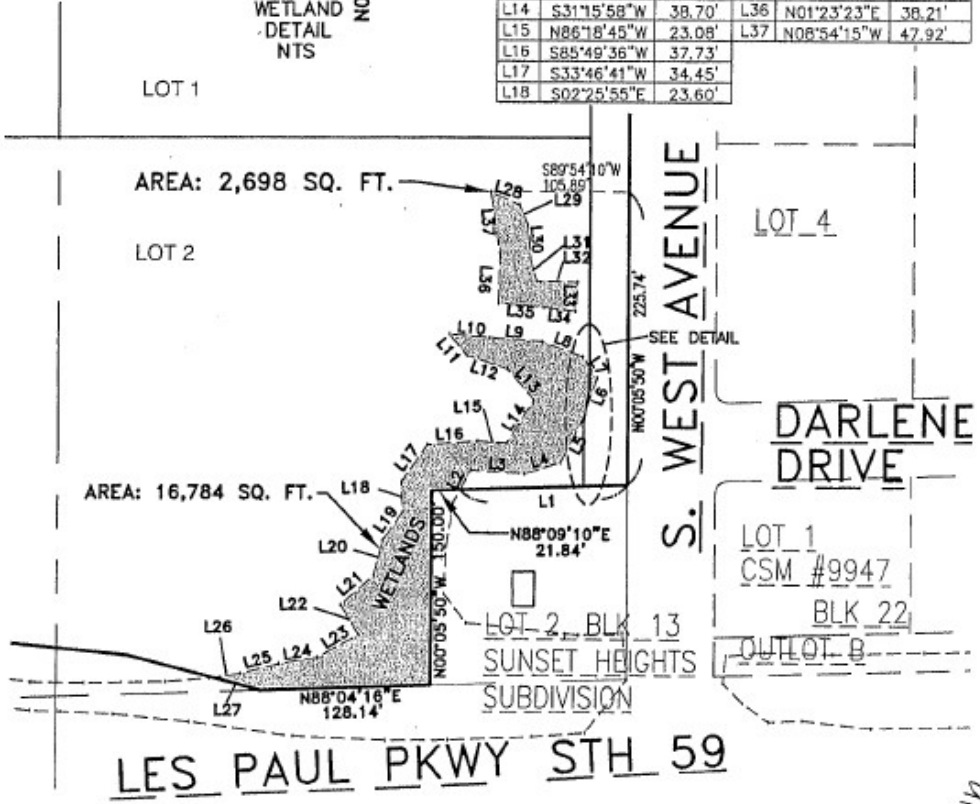 WETLAND
DETAIL
NTS
L14 S31°15'58"W 38.70' L36 N01°23'23"E 38.21'
L15 N86°18'45"W 23.08' L37 N08°54'15"W 47.92'
L16 S85°49'36"W 37.73'
L17 S33°46'41"W 34.45'
L18 S02°25'55"E 23.60'
LOT 1
AREA: 2,698 SQ. FT.
S89°54'10"W
105.89'
L28
L29
L37
L30
L31
L32
L36
L33
L35
L34
LOT 2
LOT 4
225.74'
N00°05'50"W
S. WEST AVENUE
SEE DETAIL
L10
L9
L8
L7
L11
L12
L13
L6
L14
L15
L16
L5
L17
L3
L4
L2
L1
DARLENE
DRIVE
AREA: 16,784 SQ. FT.
L18
L19
L20
N88°09'10"E
21.84'
WETLANDS
N00°05'50"W 150.00'
L21
L22
L23
L24
L25
L26
L27
LOT 1
CSM #9947
BLK 22
OUTLOT B
LOT 2, BLK 13
SUNSET HEIGHTS
SUBDIVISION
N88°04'16"E
128.14'
LES PAUL PKWY STH 59